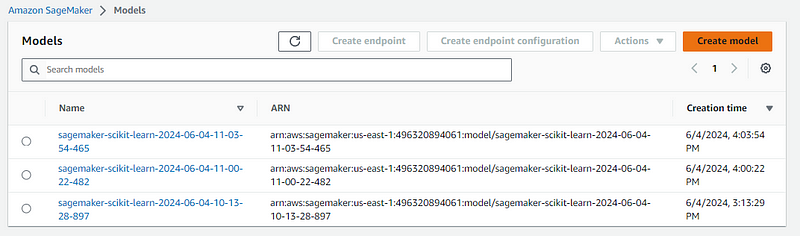 Amazon SageMaker > Models
Models
Create endpoint
Create endpoint configuration
Actions
Create model
Search models
1
Name
ARN
Creation time
sagemaker-scikit-learn-2024-06-04-11-03-
54-465
arn:aws:sagemaker:us-east-1:496320894061:model/sagemaker-scikit-learn-2024-06-04-
11-03-54-465
6/4/2024, 4:03:54
PM
sagemaker-scikit-learn-2024-06-04-11-00-
22-482
arn:aws:sagemaker:us-east-1:496320894061:model/sagemaker-scikit-learn-2024-06-04-
11-00-22-482
6/4/2024, 4:00:22
PM
sagemaker-scikit-learn-2024-06-04-10-13-
28-897
arn:aws:sagemaker:us-east-1:496320894061:model/sagemaker-scikit-learn-2024-06-04-
10-13-28-897
6/4/2024, 3:13:29
PM